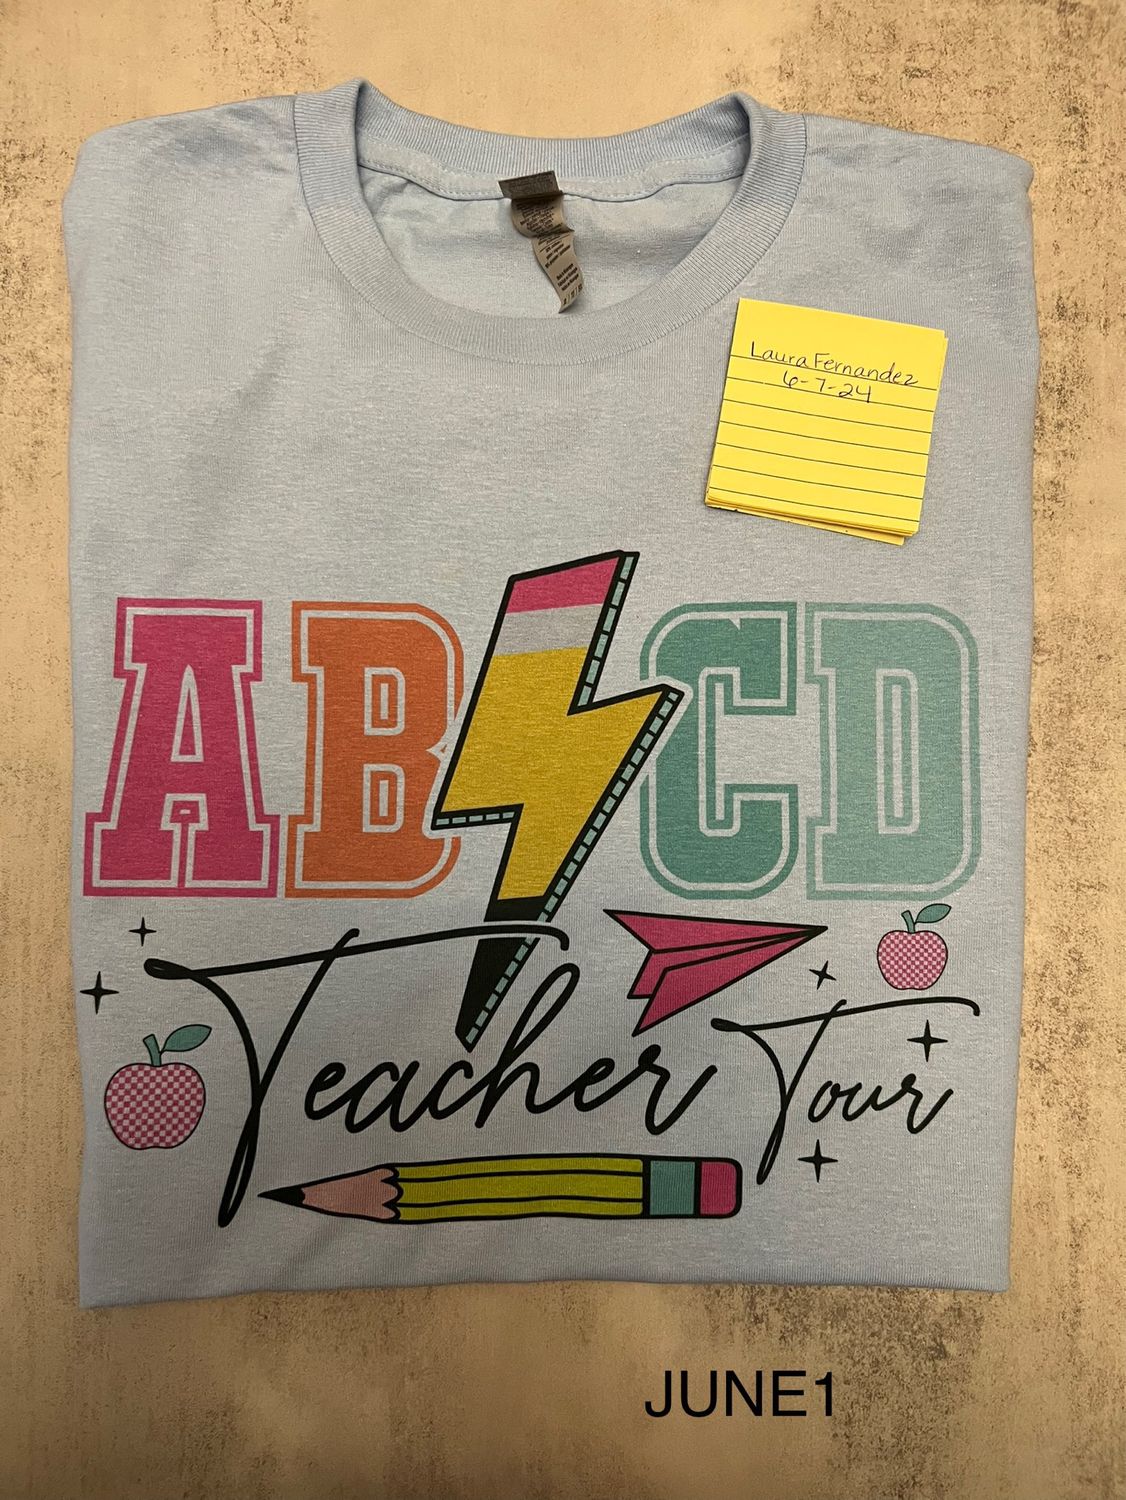 Laura Fernandez
6-7-24
AB CD
Teacher Tour
JUNE1